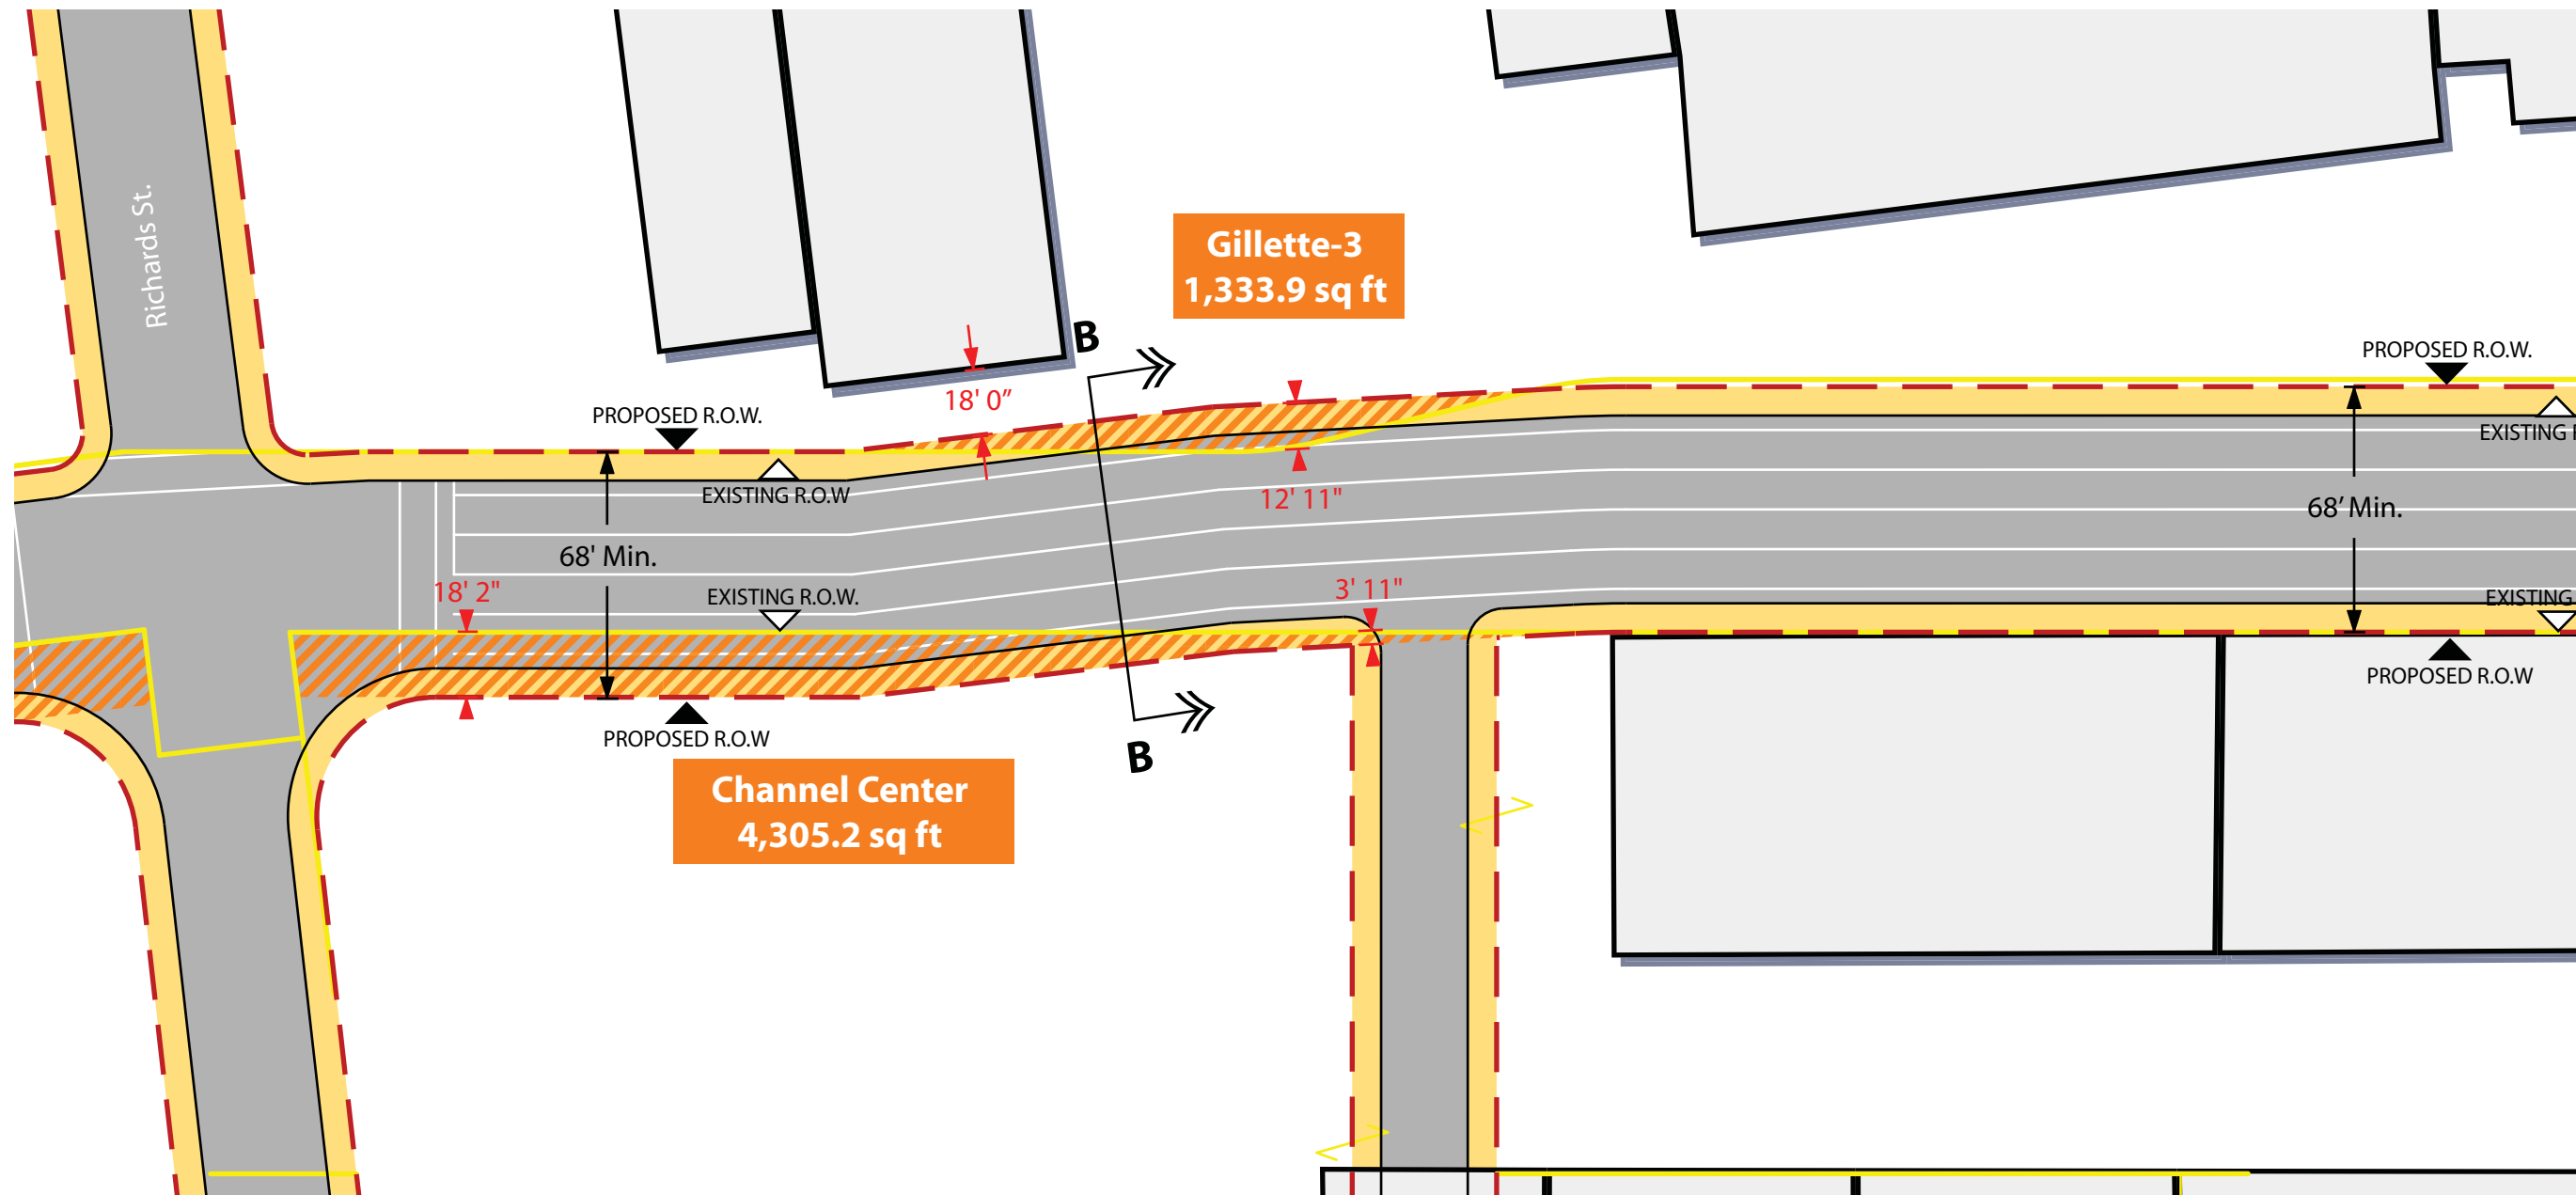 Richards St.
Gillette-3
1,333.9 sq ft
B
PROPOSED R.O.W.
18' 0”
PROPOSED R.O.W.
EXISTING R
EXISTING R.O.W
12' 11"
68' Min.
68’ Min.
18' 2"
EXISTING R.O.W.
3' 11"
EXISTING
PROPOSED R.O.W
PROPOSED R.O.W
B
Channel Center
4,305.2 sq ft